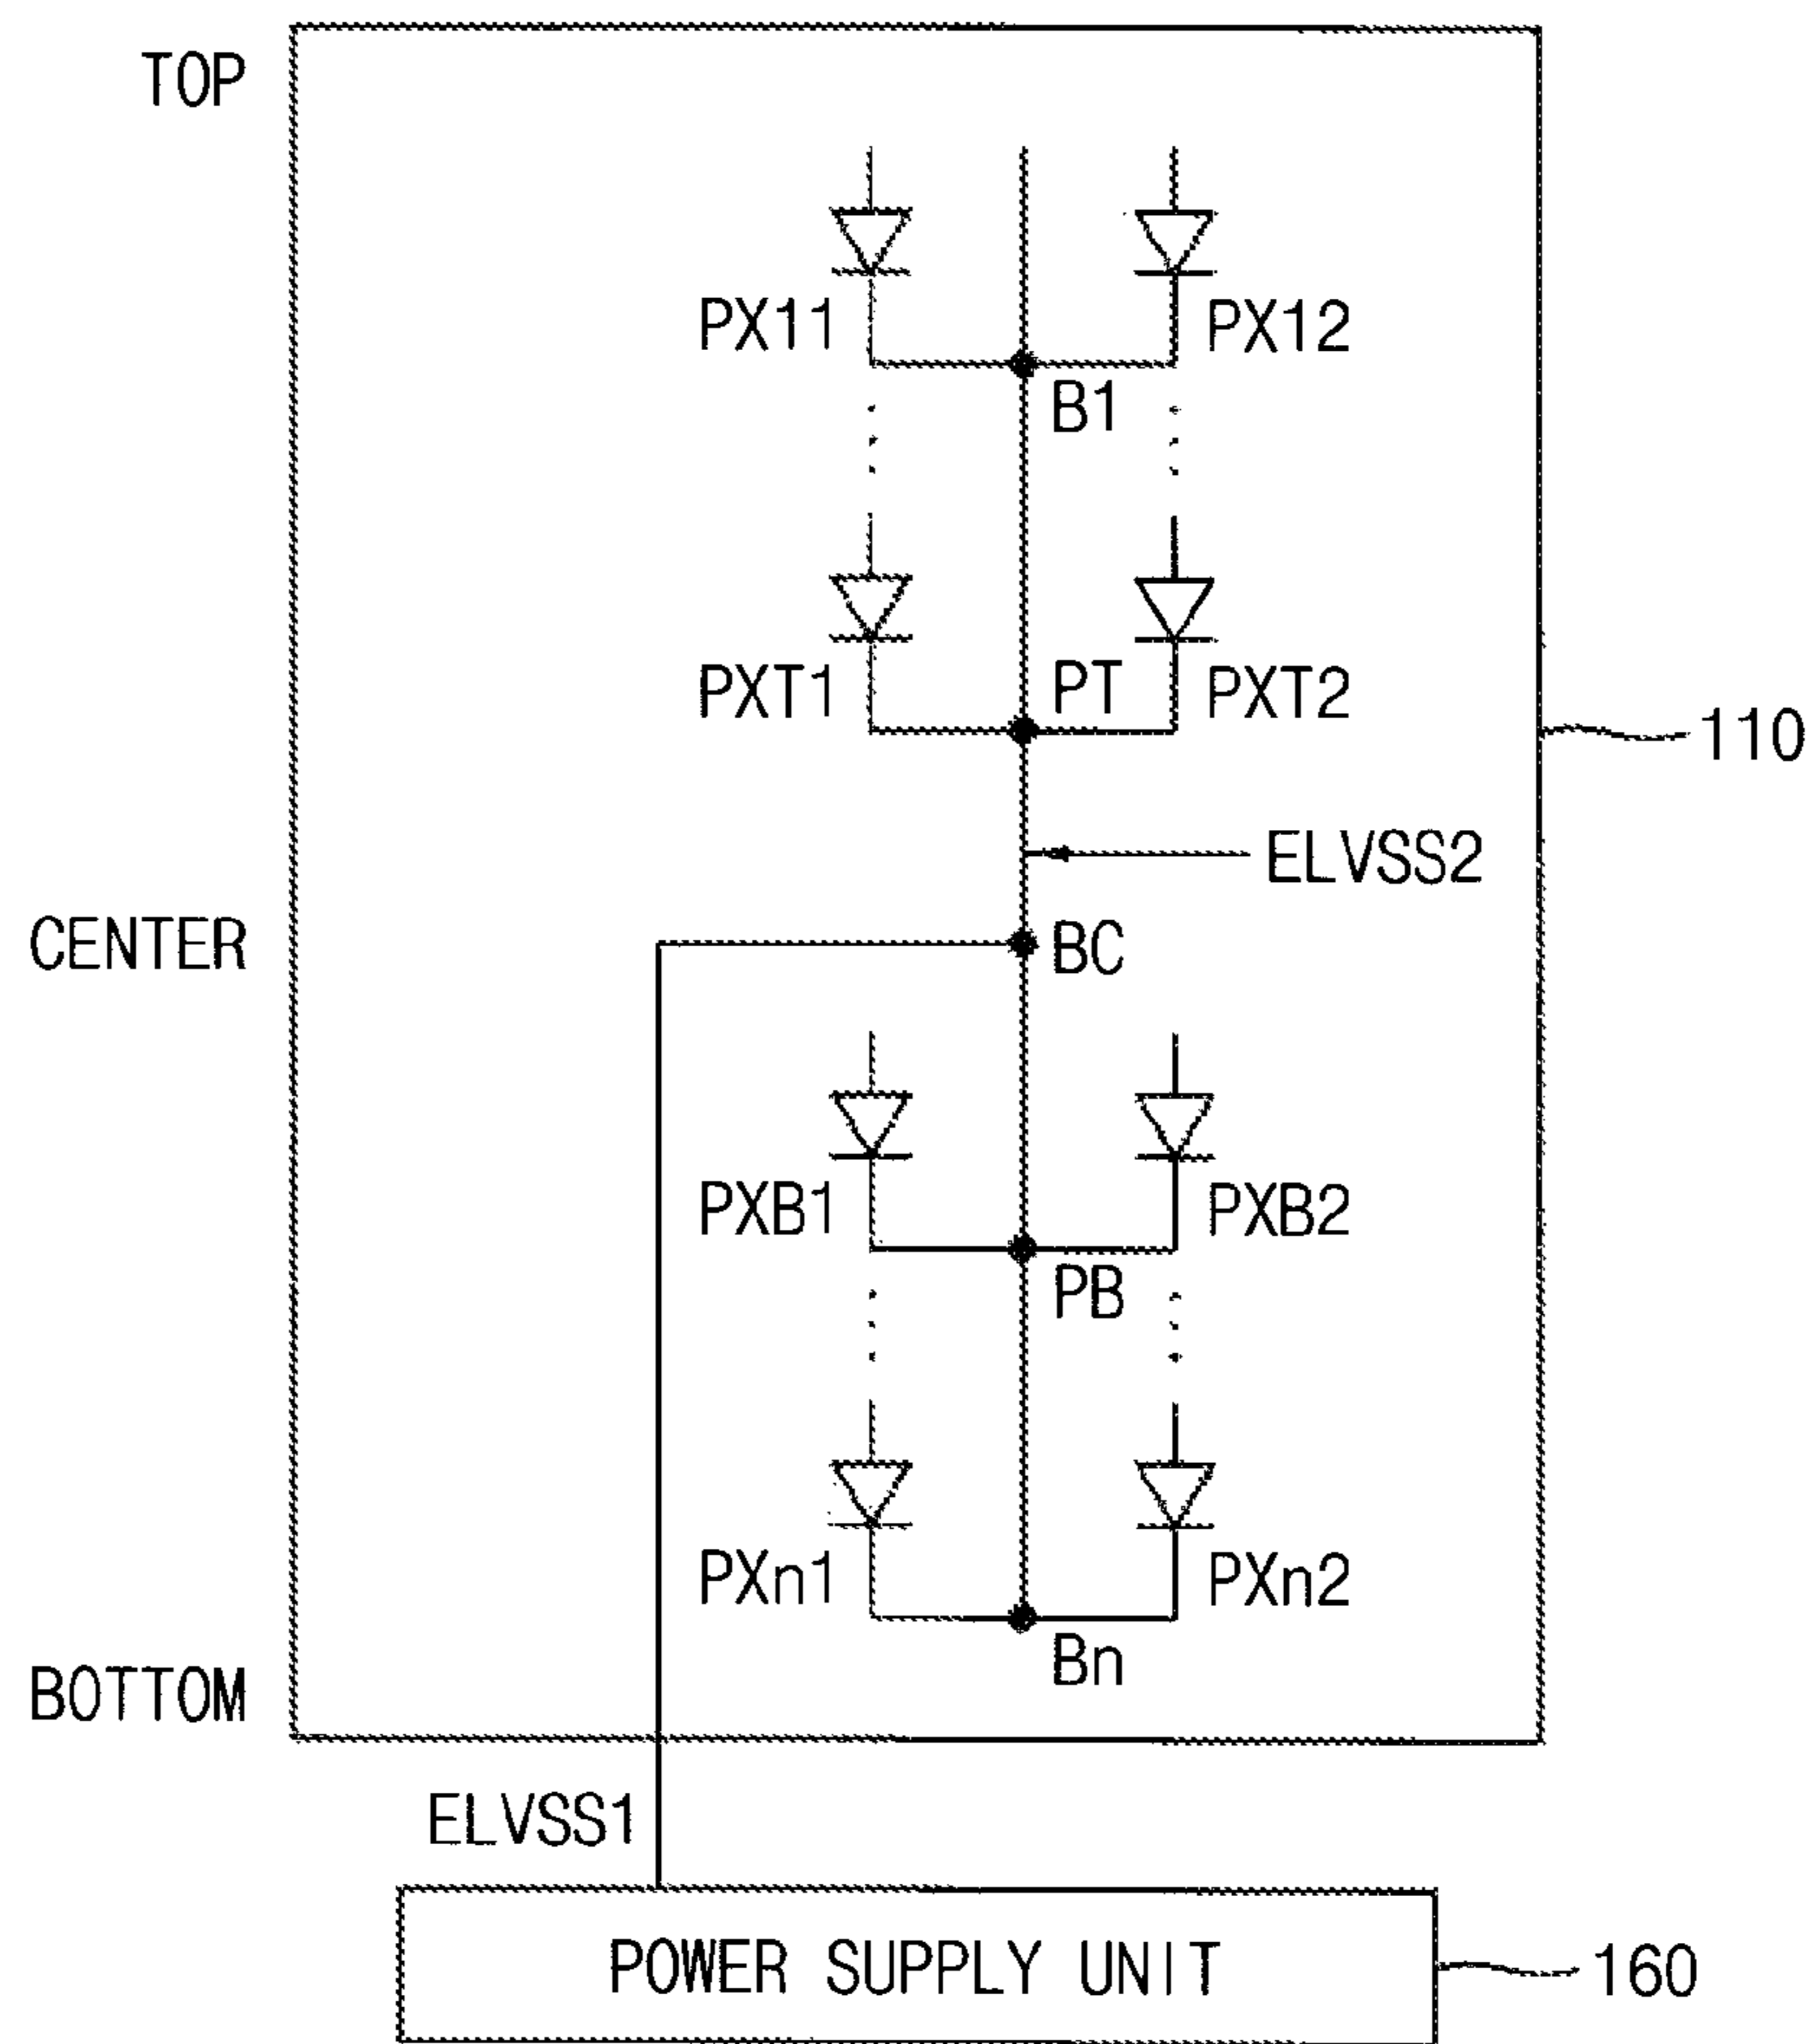 TOP
PX11
PX12
B1
PXT1
PT
PXT2
110
ELVSS2
CENTER
BC
PXB1
PXB2
PB
PXn1
PXn2
Bn
BOTTOM
ELVSS1
POWER SUPPLY UNIT
160